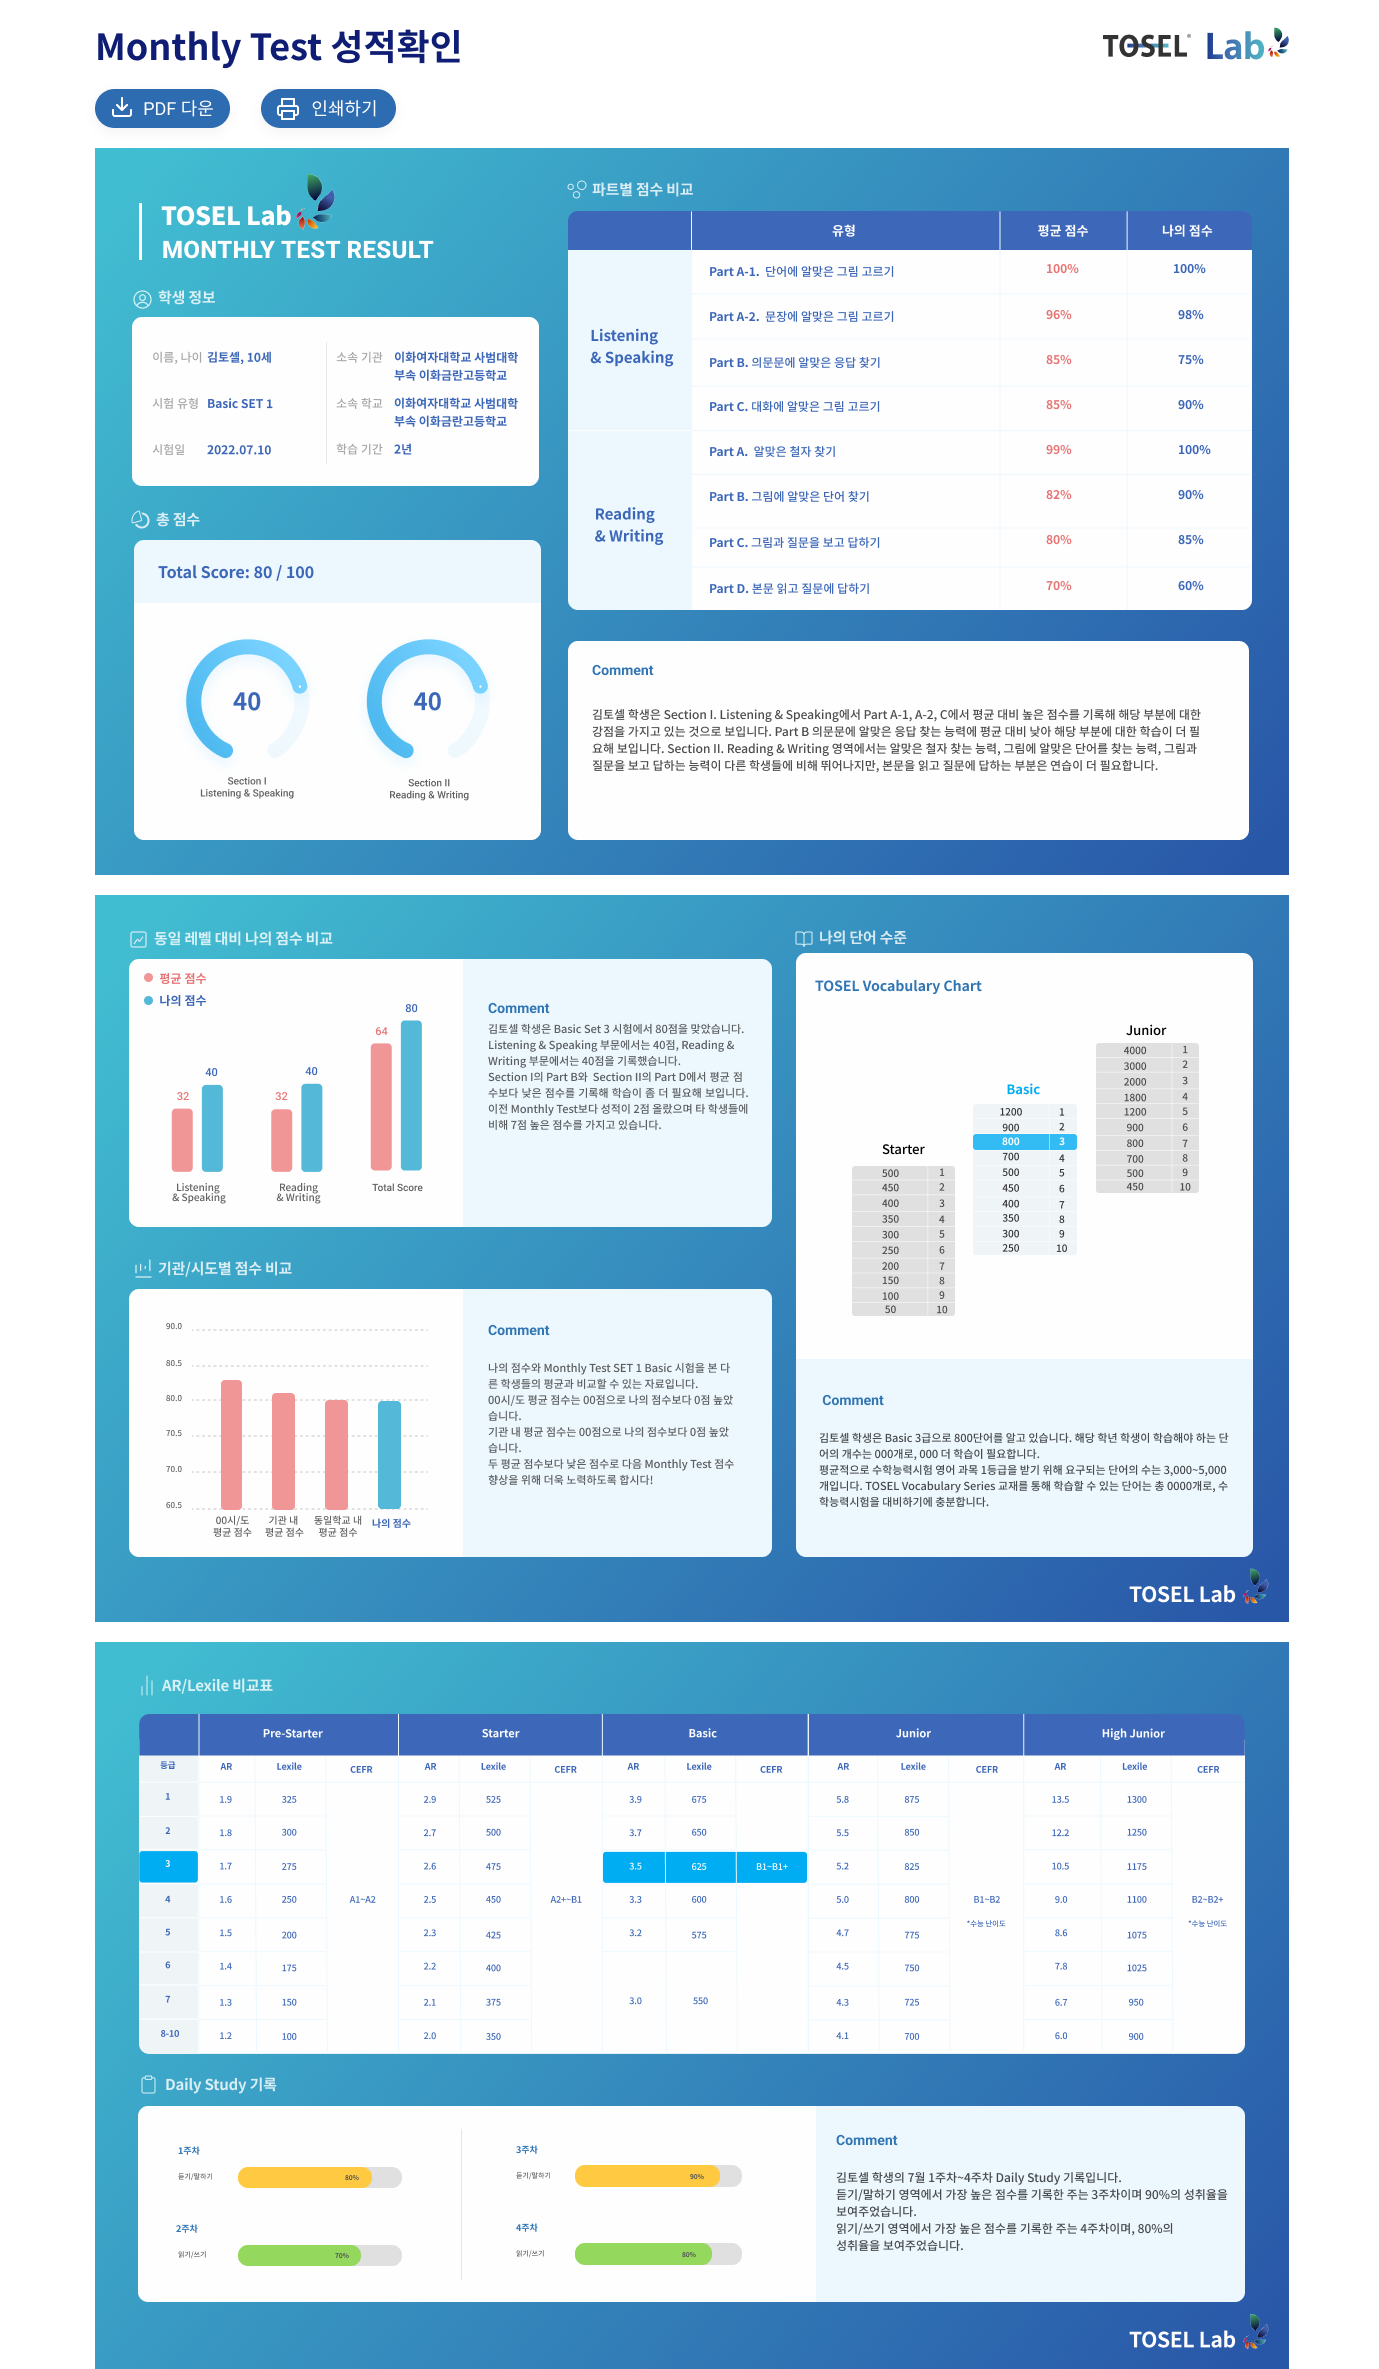 Monthly Test 성적확인
TOSEL Lab
PDF 다운
인쇄하기
TOSEL Lab
MONTHLY TEST RESULT
학생 정보
이름, 나이 김토셀, 10세
소속 기관 이화여자대학교 사범대학
부속 이화금란고등학교
시험 유형 Basic SET 1
소속 학교 이화여자대학교 사범대학
부속 이화금란고등학교
시험일 2022.07.10
학습 기간 2년
총 점수
Total Score: 80 / 100
40
Section I
Listening & Speaking
40
Section II
Reading & Writing
파트별 점수 비교
유형 평균 점수 나의 점수
Listening
& Speaking
Part A-1. 단어에 알맞은 그림 고르기 100% 100%
Part A-2. 문장에 알맞은 그림 고르기 96% 98%
Part B. 의문문에 알맞은 응답 찾기 85% 75%
Part C. 대화에 알맞은 그림 고르기 85% 90%
Reading
& Writing
Part A. 알맞은 철자 찾기 99% 100%
Part B. 그림에 알맞은 단어 찾기 82% 90%
Part C. 그림과 질문을 보고 답하기 80% 85%
Part D. 본문 읽고 질문에 답하기 70% 60%
Comment
김토셀 학생은 Section I. Listening & Speaking에서 Part A-1, A-2, C에서 평균 대비 높은 점수를 기록해 해당 부분에 대한
강점을 가지고 있는 것으로 보입니다. Part B 의문문에 알맞은 응답 찾는 능력에 평균 대비 낮아 해당 부분에 대한 학습이 더 필
요해 보입니다. Section II. Reading & Writing 영역에서는 알맞은 철자 찾는 능력, 그림에 알맞은 단어를 찾는 능력, 그림과
질문을 보고 답하는 능력이 다른 학생들에 비해 뛰어나지만, 본문을 읽고 질문에 답하는 부분은 연습이 더 필요합니다.
동일 레벨 대비 나의 점수 비교
평균 점수
나의 점수
32 40
32 40
64 80
Listening
& Speaking
Reading
& Writing
Total Score
Comment
김토셀 학생은 Basic Set 3 시험에서 80점을 맞았습니다.
Listening & Speaking 부문에서는 40점, Reading &
Writing 부문에서는 40점을 기록했습니다.
Section I의 Part B와 Section II의 Part D에서 평균 점
수보다 낮은 점수를 기록해 학습이 좀 더 필요해 보입니다.
이전 Monthly Test보다 성적이 2점 올랐으며 타 학생들에
비해 7점 높은 점수를 가지고 있습니다.
기관/시도별 점수 비교
90.0
80.5
80.0
70.5
70.0
60.5
00시/도
평균 점수
기관 내
평균 점수
동일학교 내
평균 점수
나의 점수
Comment
나의 점수와 Monthly Test SET 1 Basic 시험을 본 다
른 학생들의 평균과 비교할 수 있는 자료입니다.
00시/도 평균 점수는 00점으로 나의 점수보다 0점 높았
습니다.
기관 내 평균 점수는 00점으로 나의 점수보다 0점 높았
습니다.
두 평균 점수보다 낮은 점수로 다음 Monthly Test 점수
향상을 위해 더욱 노력하도록 합시다!
나의 단어 수준
TOSEL Vocabulary Chart
Starter
500 1
450 2
400 3
350 4
300 5
250 6
200 7
150 8
100 9
50 10
Basic
1200 1
900 2
800 3
700 4
500 5
450 6
400 7
350 8
300 9
250 10
Junior
4000 1
3000 2
2000 3
1800 4
1200 5
900 6
800 7
700 8
500 9
450 10
Comment
김토셀 학생은 Basic 3급으로 800단어를 알고 있습니다. 해당 학년 학생이 학습해야 하는 단
어의 개수는 000개로, 000 더 학습이 필요합니다.
평균적으로 수학능력시험 영어 과목 1등급을 받기 위해 요구되는 단어의 수는 3,000~5,000
개입니다. TOSEL Vocabulary Series 교재를 통해 학습할 수 있는 단어는 총 0000개로, 수
학능력시험을 대비하기에 충분합니다.
TOSEL Lab
AR/Lexile 비교표
Pre-Starter Starter Basic Junior High Junior
등급 AR Lexile CEFR AR Lexile CEFR AR Lexile CEFR AR Lexile CEFR AR Lexile CEFR
1 1.9 325 2.9 525 3.9 675 5.8 875 13.5 1300
2 1.8 300 2.7 500 3.7 650 5.5 850 12.2 1250
3 1.7 275 2.6 475 3.5 625 B1~B1+ 5.2 825 10.5 1175
4 1.6 250 A1~A2 2.5 450 A2+~B1 3.3 600 5.0 800 B1~B2 9.0 1100 B2~B2+
*수능 난이도 *수능 난이도
5 1.5 200 2.3 425 3.2 575 4.7 775 8.6 1075
6 1.4 175 2.2 400 4.5 750 7.8 1025
7 1.3 150 2.1 375 3.0 550 4.3 725 6.7 950
8-10 1.2 100 2.0 350 4.1 700 6.0 900
Daily Study 기록
1주차
듣기/말하기 80%
2주차
읽기/쓰기 70%
3주차
듣기/말하기 90%
4주차
읽기/쓰기 80%
Comment
김토셀 학생의 7월 1주차~4주차 Daily Study 기록입니다.
듣기/말하기 영역에서 가장 높은 점수를 기록한 주는 3주차이며 90%의 성취율을
보여주었습니다.
읽기/쓰기 영역에서 가장 높은 점수를 기록한 주는 4주차이며, 80%의
성취율을 보여주었습니다.
TOSEL Lab